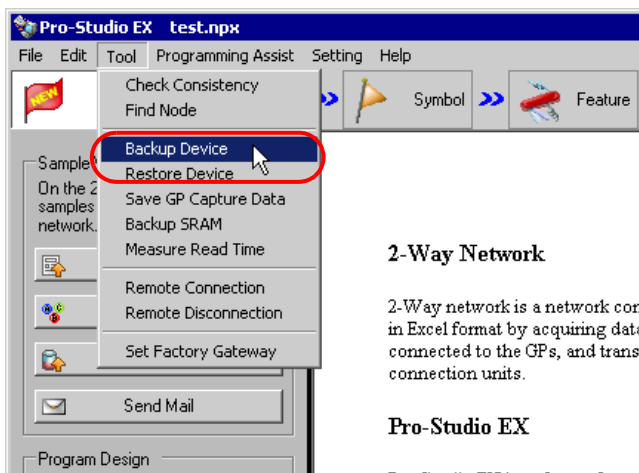 Pro-Studio EX test.npx
File Edit Tool Programming Assist Setting Help
NEW
Symbol
Feature
Check Consistency
Find Node
Backup Device
Restore Device
Save GP Capture Data
Backup SRAM
Measure Read Time
Remote Connection
Remote Disconnection
Set Factory Gateway
Sample
On the 2
samples
network.
Send Mail
Program Design
2-Way Network
2-Way network is a network con
in Excel format by acquiring data
connected to the GPs, and trans
connection units.
Pro-Studio EX